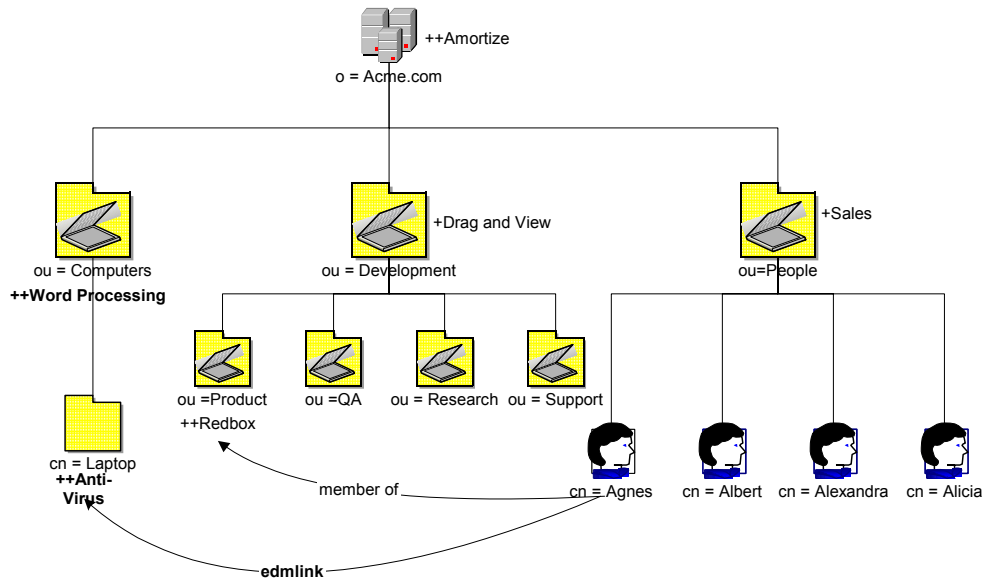 ++Amortize
o = Acme.com
+Drag and View
+Sales
ou = Computers
ou = Development
ou=People
++Word Processing
ou =Product
ou =QA
ou = Research
ou = Support
++Redbox
cn = Laptop
++Anti-
Virus
member of
cn = Agnes
cn = Albert
cn = Alexandra
cn = Alicia
edmlink